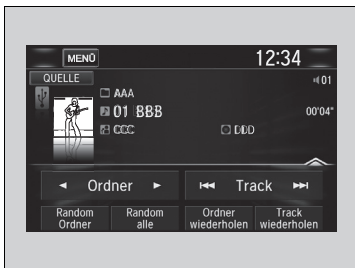 MENÜ 12:34
QUELLE 01
AAA
01 BBB 00'04"
CCC DDD
Ordner Track
Random Ordner Random alle Ordner wiederholen Track wiederholen